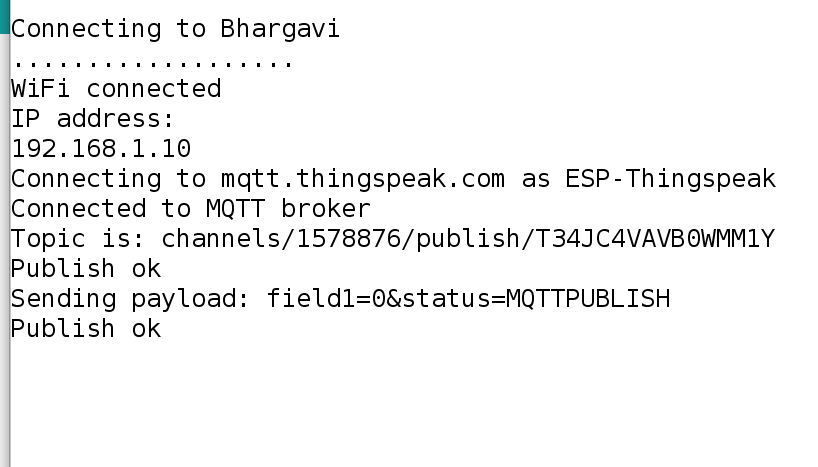 Connecting to Bhargavi
...................
WiFi connected
IP address:
192.168.1.10
Connecting to mqtt.thingspeak.com as ESP-Thingspeak
Connected to MQTT broker
Topic is: channels/1578876/publish/T34JC4VAVB0WMM1Y
Publish ok
Sending payload: field1=0&status=MQTTPUBLISH
Publish ok